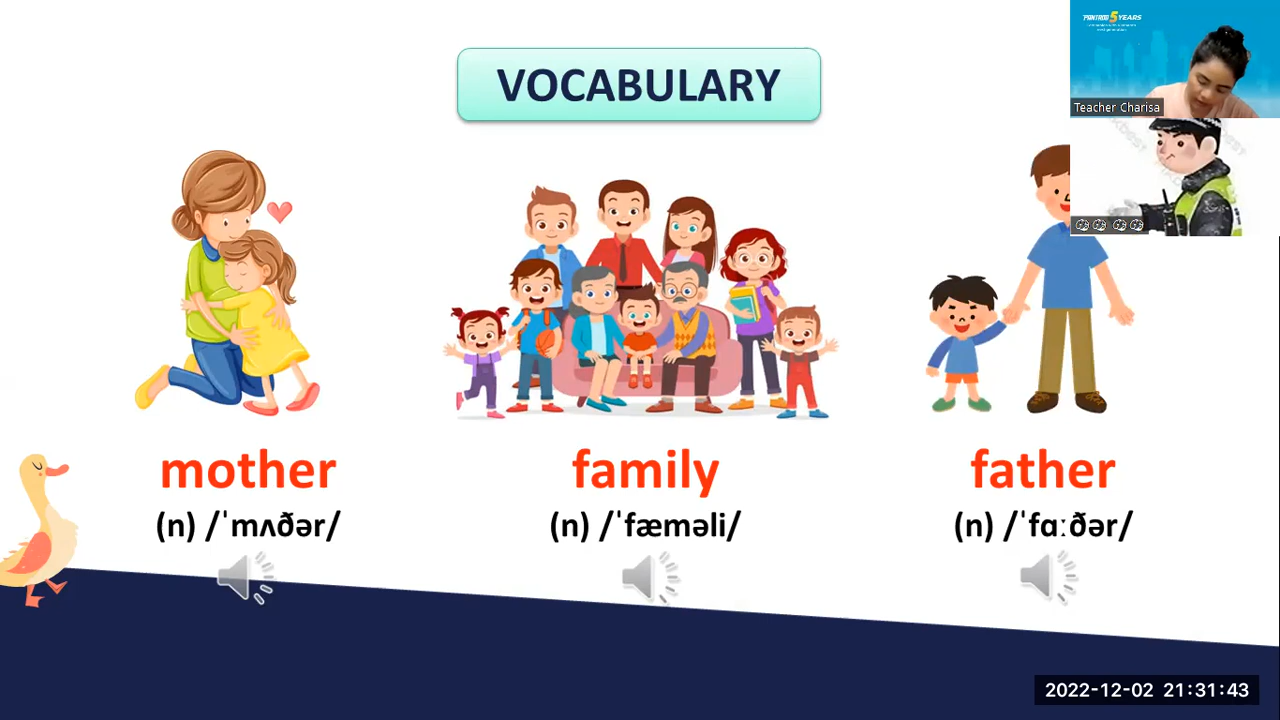 VOCABULARY
5 YEARS
Teacher Charisa
mother
family
father
(n) /ˈmʌðər/
(n) /ˈfæməli/
(n) /ˈfɑːðər/
2022-12-02 21:31:43